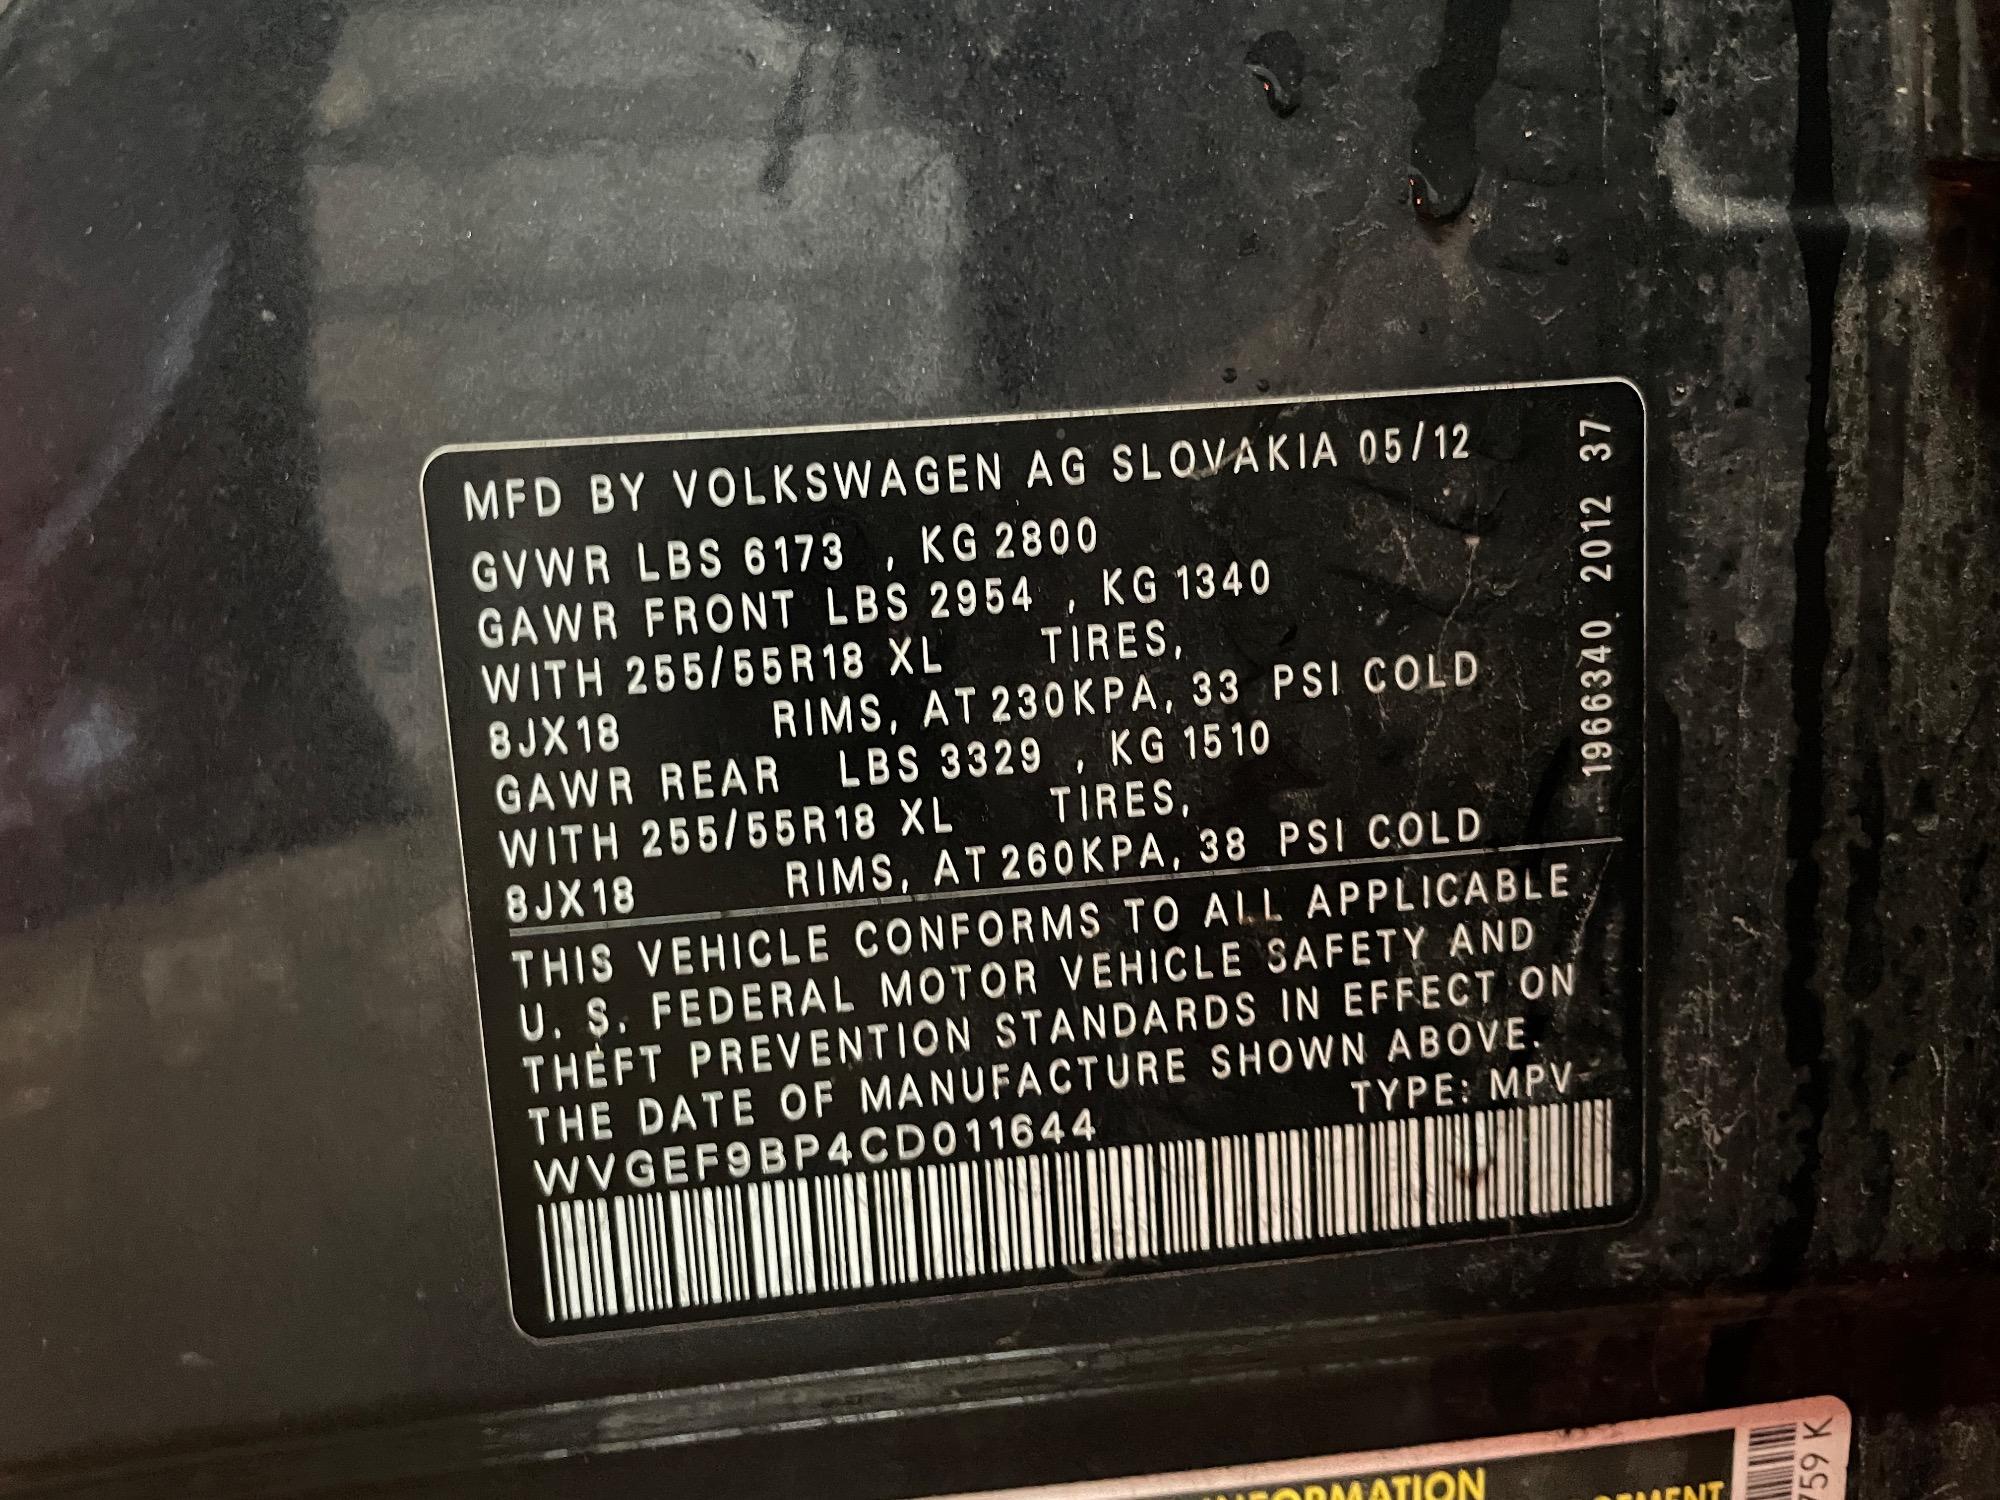 MFD BY VOLKSWAGEN AG SLOVAKIA 05/12
GVWR LBS 6173 , KG 2800
GAWR FRONT LBS 2954 , KG 1340
WITH 255/55R18 XL TIRES,
8JX18 RIMS, AT 230KPA, 33 PSI COLD
GAWR REAR LBS 3329 , KG 1510
WITH 255/55R18 XL TIRES,
8JX18 RIMS, AT 260KPA, 38 PSI COLD
1966340 2012 37
THIS VEHICLE CONFORMS TO ALL APPLICABLE
U. S. FEDERAL MOTOR VEHICLE SAFETY AND
THEFT PREVENTION STANDARDS IN EFFECT ON
THE DATE OF MANUFACTURE SHOWN ABOVE.
WVGEF9BP4CD011644 TYPE: MPV
INFORMATION
759 K